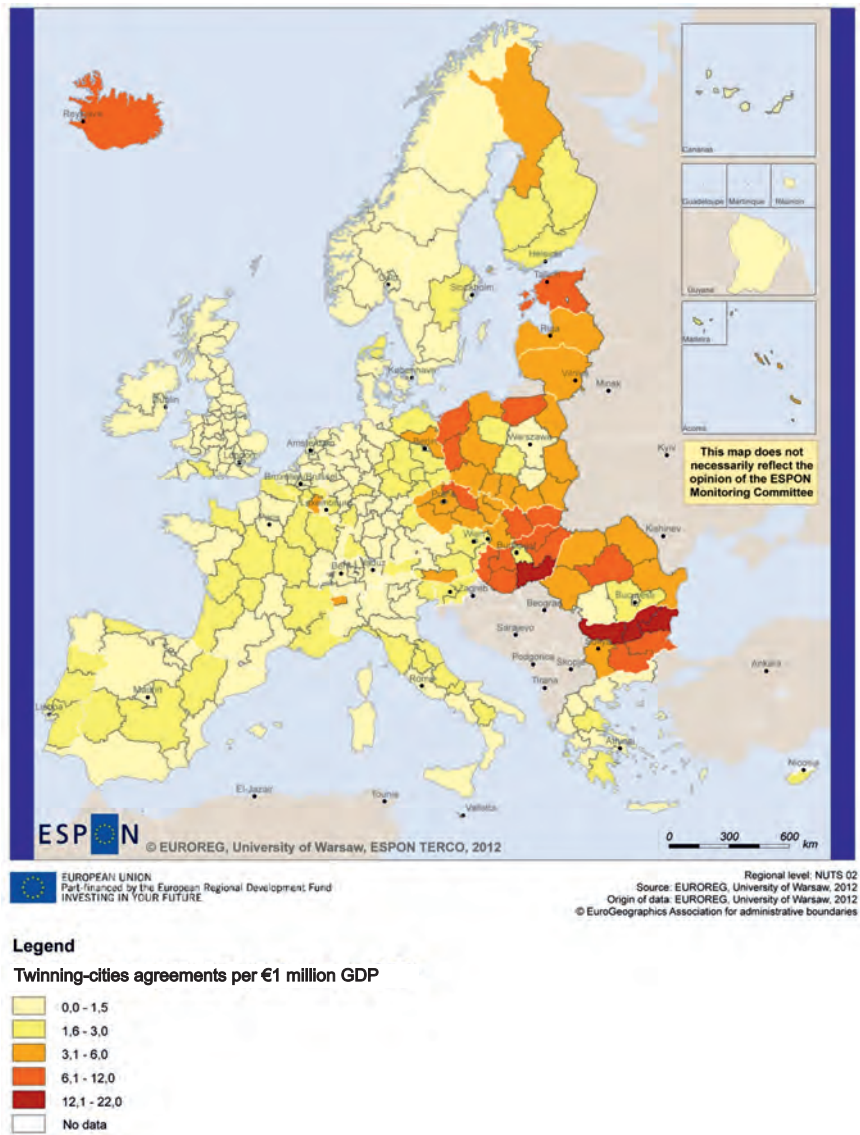 Reykjavik
Canarias
Guadeloupe Martinique Réunion
Guyane
Madeira
Acores
Helsinki
Tallinn
Oslo
Stockholm
Riga
København
Vilnius
Minsk
Dublin
London
Amsterdam
Berlin
Warszawa
Kyiv
This map does not
necessarily reflect the
opinion of the ESPON
Monitoring Committee
Bruxelles/Brussel
Luxembourg
Paris
Kishinev
Wien
Budapest
Bern
Vaduz
Zagreb
Beograd
Bucuresti
Sarajevo
Podgorica
Skopje
Ankara
Tirana
Roma
Madrid
Lisboa
Athinai
Nicosia
El-Jazair
Tounis
Valletta
ESPON
© EUROREG, University of Warsaw, ESPON TERCO, 2012
0 300 600
km
EUROPEAN UNION
Part-financed by the European Regional Development Fund
INVESTING IN YOUR FUTURE
Regional level: NUTS 02
Source: EUROREG, University of Warsaw, 2012
Origin of data: EUROREG, University of Warsaw, 2012
© EuroGeographics Association for administrative boundaries
Legend
Twinning-cities agreements per €1 million GDP
0,0 - 1,5
1,6 - 3,0
3,1 - 6,0
6,1 - 12,0
12,1 - 22,0
No data